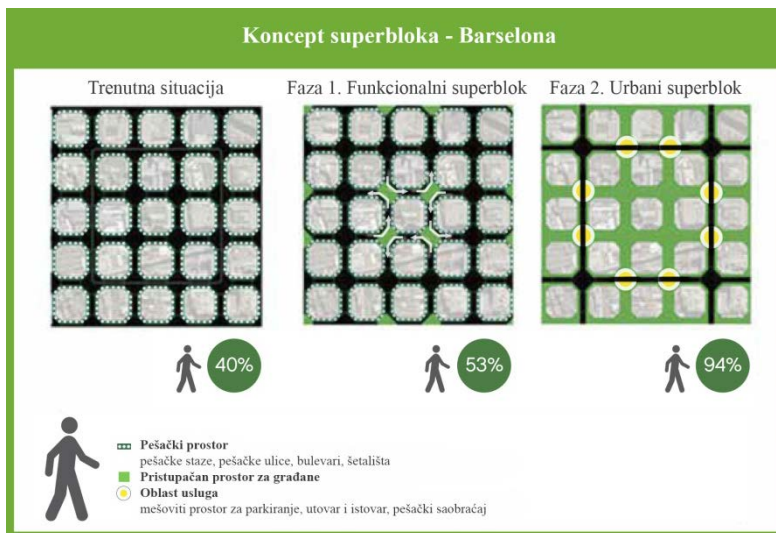 Koncept superbloka - Barselona
Trenutna situacija
Faza 1. Funkcionalni superblok
Faza 2. Urbani superblok
40%
53%
94%
Pešački prostor
pešačke staze, pešačke ulice, bulevari, šetališta
Pristupačan prostor za građane
Oblast usluga
mešoviti prostor za parkiranje, utovar i istovar, pešački saobraćaj